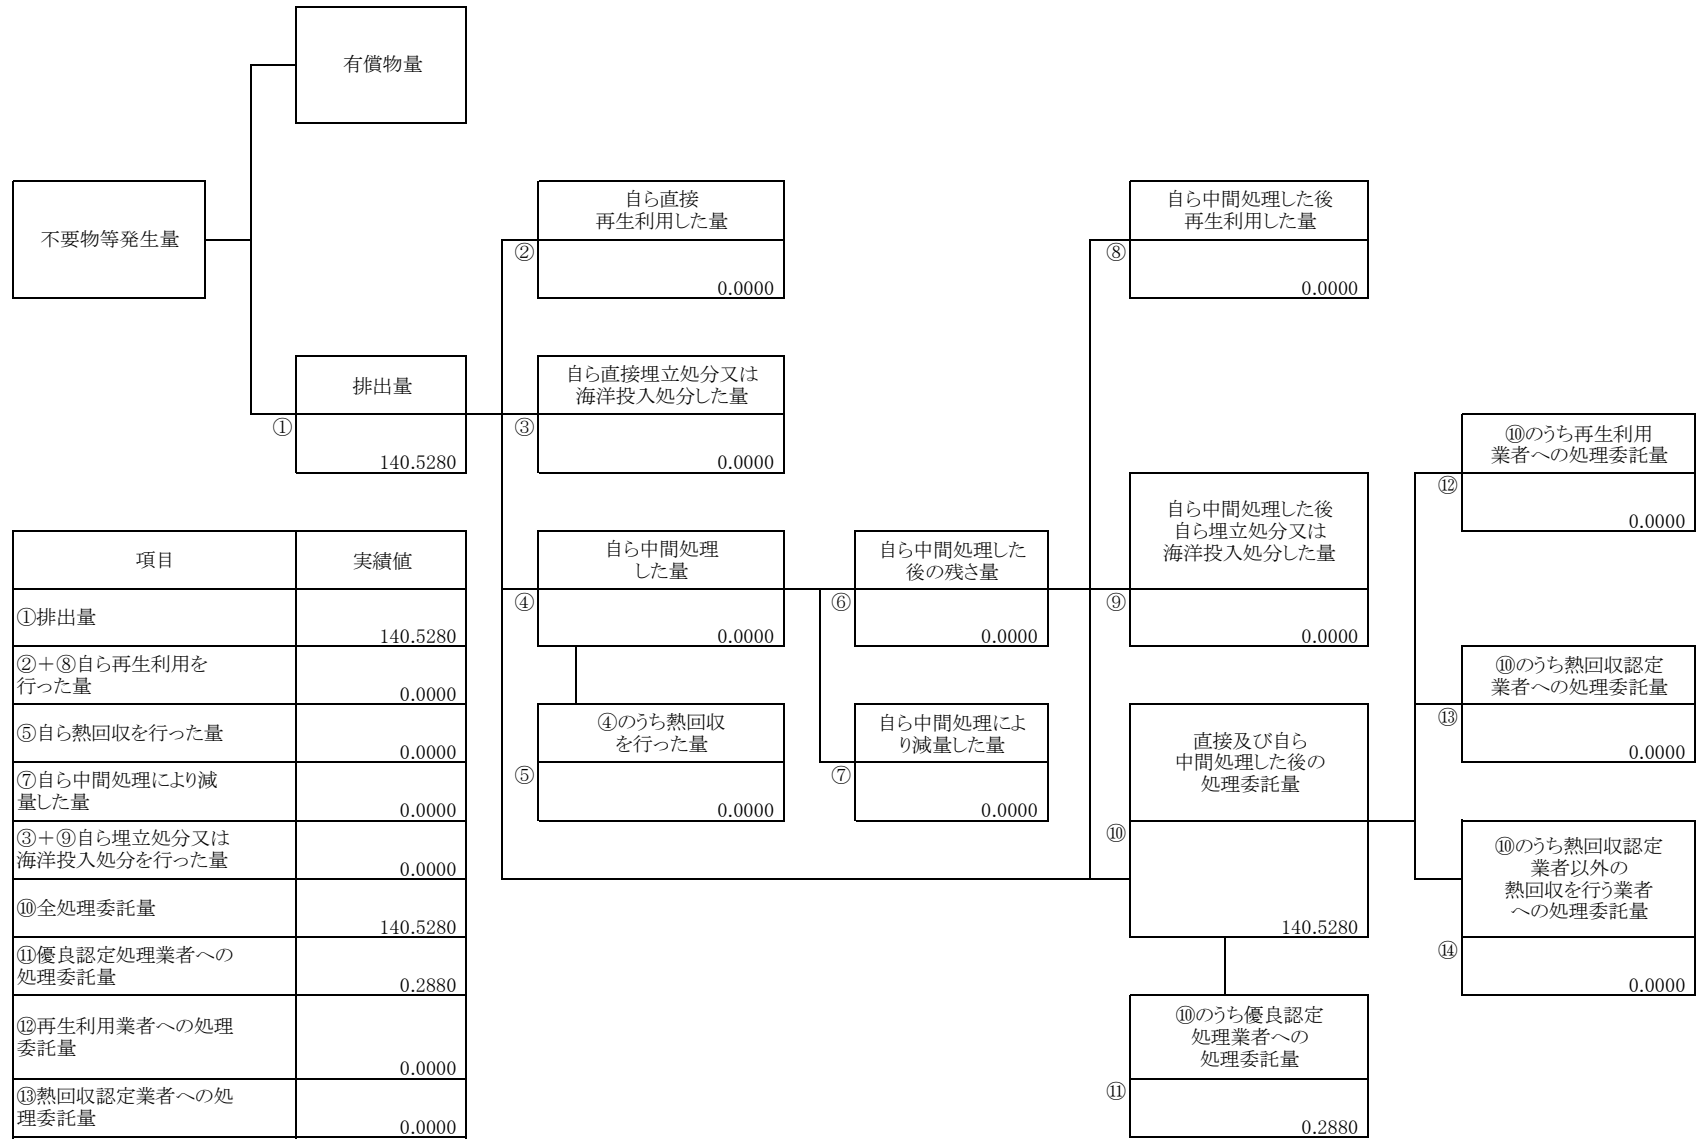 有償物量
不要物等発生量
自ら直接
再生利用した量
②
0.0000
自ら中間処理した後
再生利用した量
⑧
0.0000
排出量
①
140.5280
自ら直接埋立処分又は
海洋投入処分した量
③
0.0000
⑩のうち再生利用
業者への処理委託量
⑫
0.0000
自ら中間処理
した量
④
0.0000
自ら中間処理した
後の残さ量
⑥
0.0000
自ら中間処理した後
自ら埋立処分又は
海洋投入処分した量
⑨
0.0000
⑩のうち熱回収認定
業者への処理委託量
⑬
0.0000
④のうち熱回収
を行った量
⑤
0.0000
自ら中間処理によ
り減量した量
⑦
0.0000
直接及び自ら
中間処理した後の
処理委託量
⑩
140.5280
⑩のうち熱回収認定
業者以外の
熱回収を行う業者
への処理委託量
⑭
0.0000
⑩のうち優良認定
処理業者への
処理委託量
⑪
0.2880
項目 実績値
①排出量
140.5280
②+⑧自ら再生利用を
行った量
0.0000
⑤自ら熱回収を行った量
0.0000
⑦自ら中間処理により減
量した量
0.0000
③+⑨自ら埋立処分又は
海洋投入処分を行った量
0.0000
⑩全処理委託量
140.5280
⑪優良認定処理業者への
処理委託量
0.2880
⑫再生利用業者への処理
委託量
0.0000
⑬熱回収認定業者への処
理委託量
0.0000